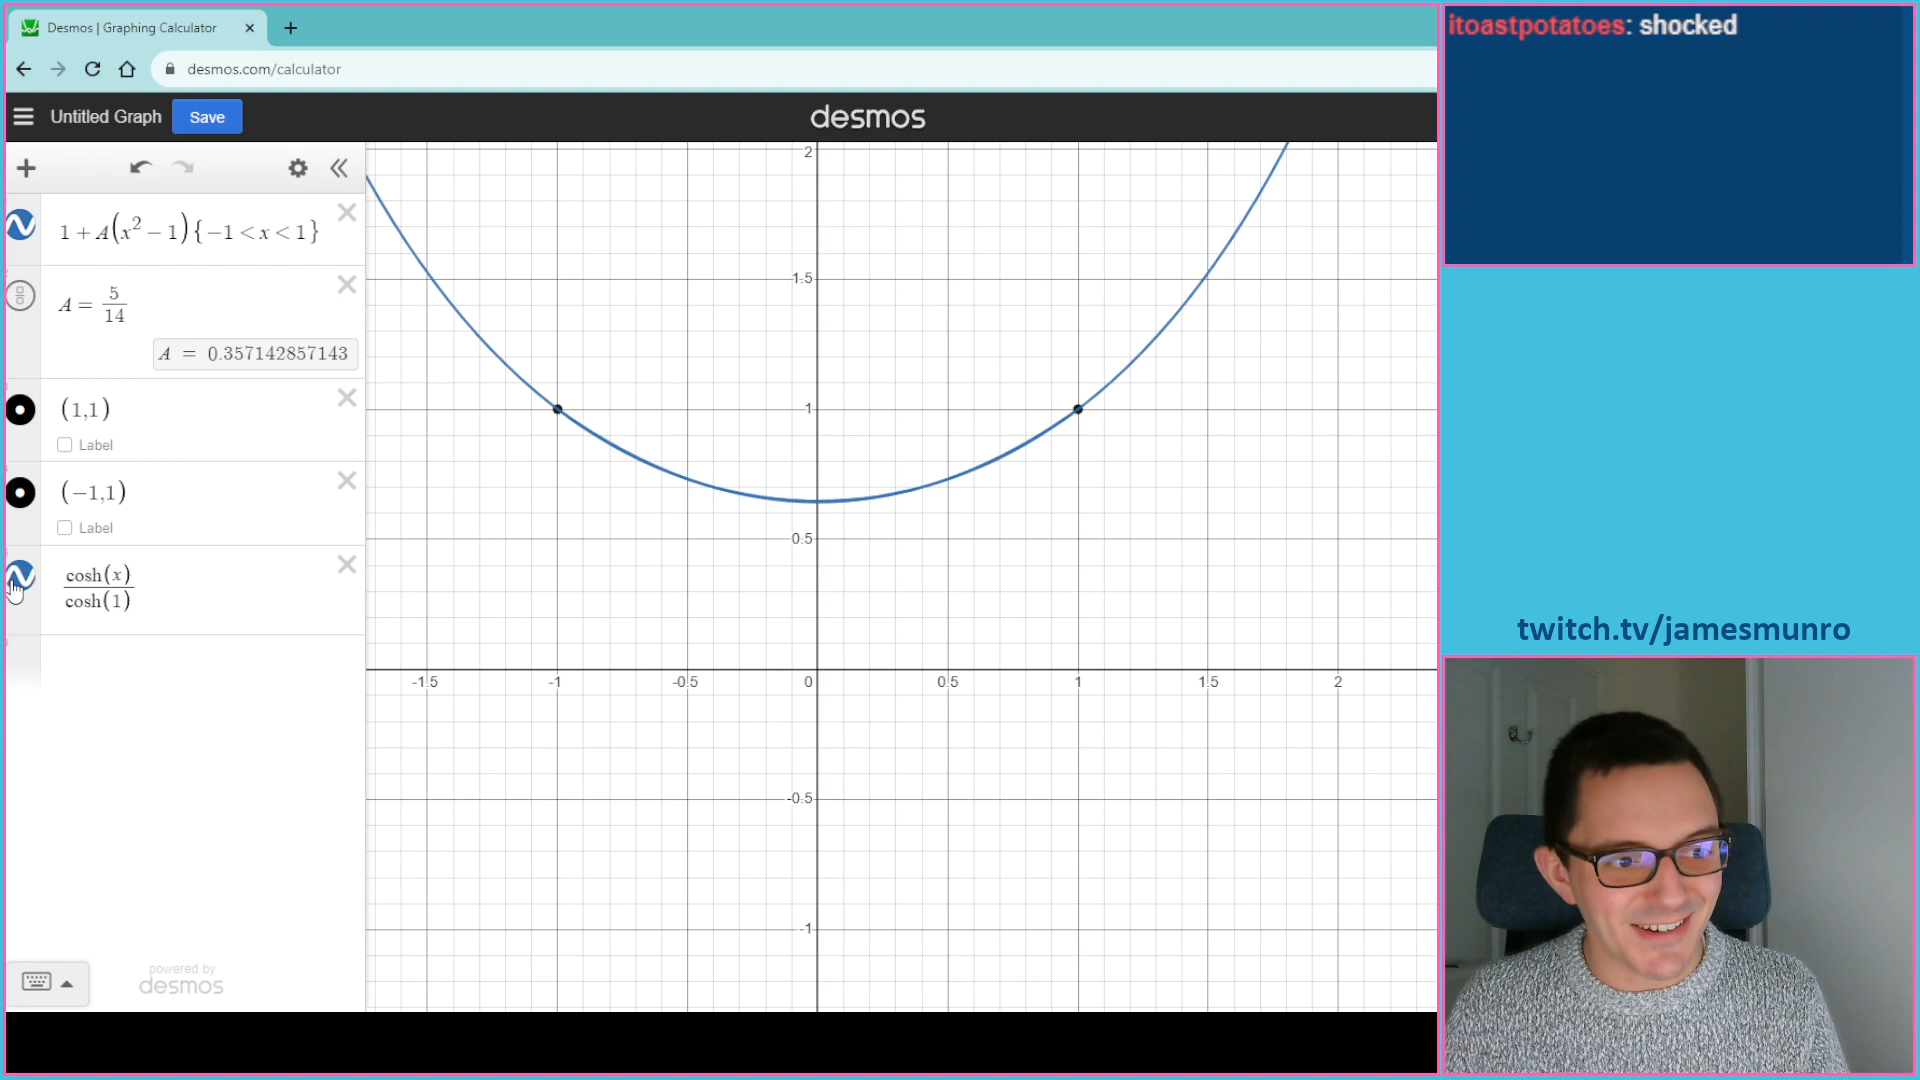 Desmos | Graphing Calculator
desmos.com/calculator
Untitled Graph
Save
desmos
1 + A(x² − 1){−1 < x < 1}
A = 5/14
A = 0.357142857143
(1,1)
Label
(−1,1)
Label
cosh(x)
cosh(1)
powered by
desmos
2
1.5
1
0.5
0
-0.5
-1
-1.5
-1
-0.5
0.5
1
1.5
2
itoastpotatoes: shocked
twitch.tv/jamesmunro